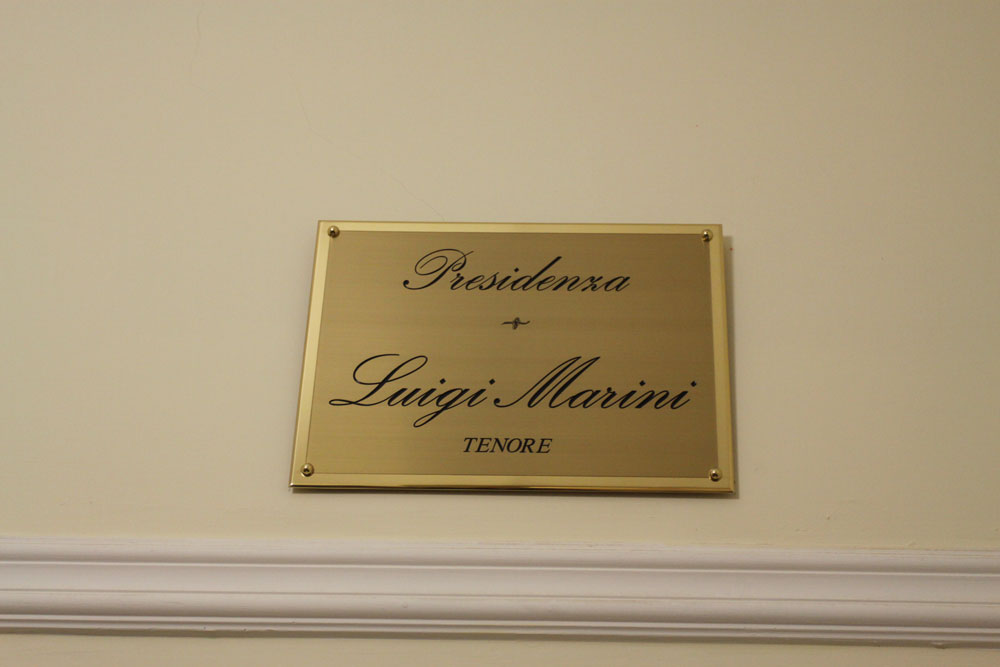 Presidenza
Luigi Marini
TENORE